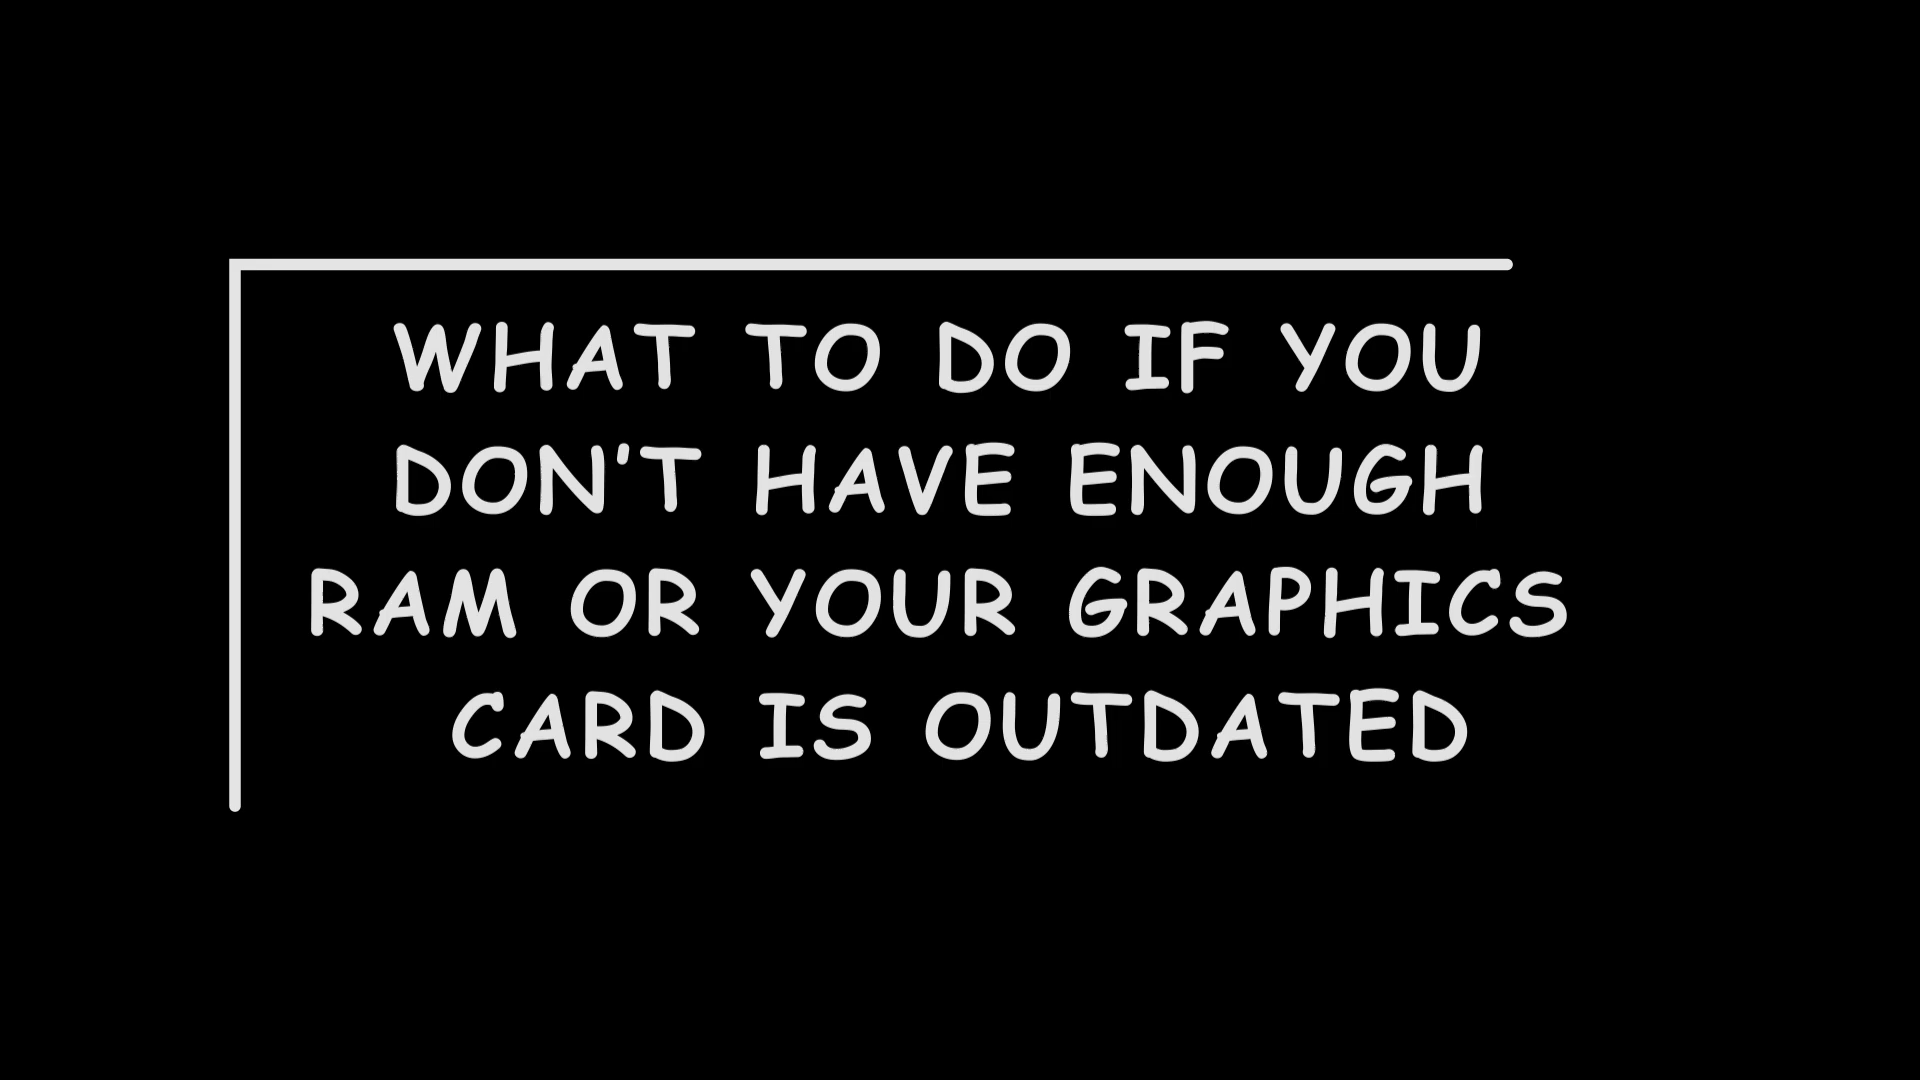 WHAT TO DO IF YOU
DON'T HAVE ENOUGH
RAM OR YOUR GRAPHICS
CARD IS OUTDATED